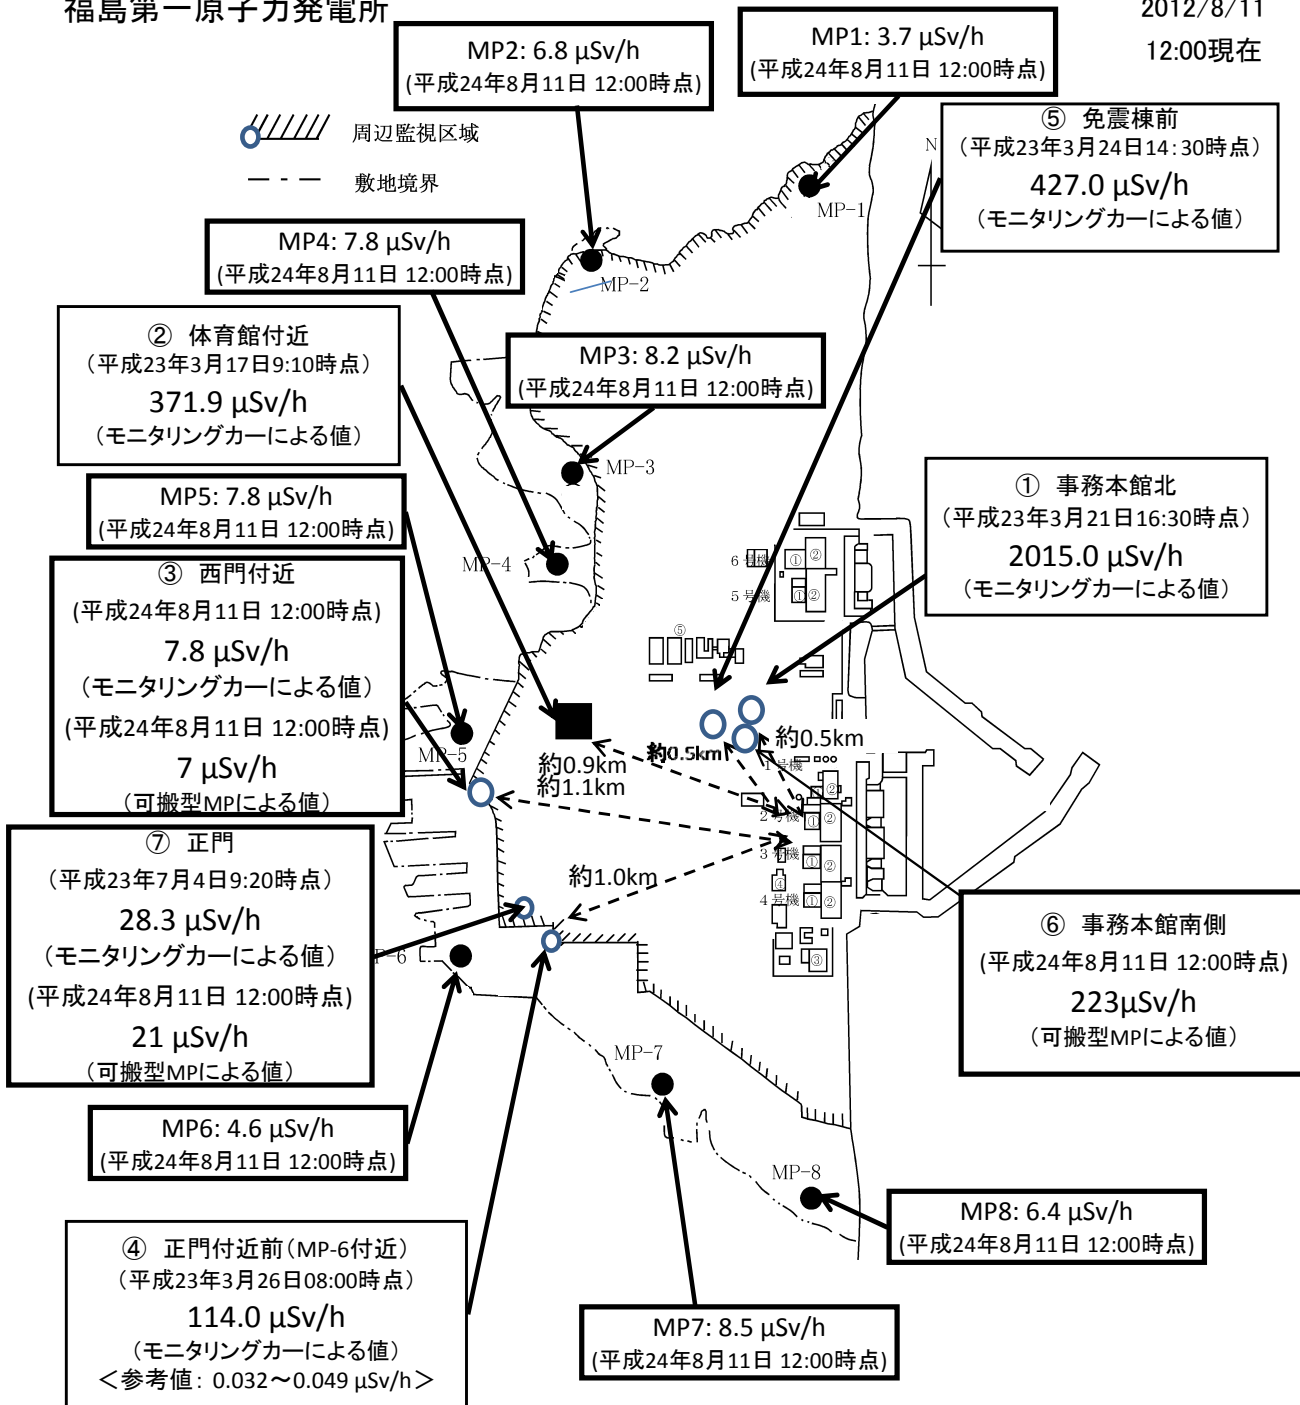 福島第一原子力発電所
2012/8/11
12:00現在
MP2: 6.8 μSv/h
(平成24年8月11日 12:00時点)
MP1: 3.7 μSv/h
(平成24年8月11日 12:00時点)
周辺監視区域
敷地境界
⑤ 免震棟前
(平成23年3月24日14:30時点)
427.0 μSv/h
(モニタリングカーによる値)
N
MP-1
MP4: 7.8 μSv/h
(平成24年8月11日 12:00時点)
MP-2
② 体育館付近
(平成23年3月17日9:10時点)
371.9 μSv/h
(モニタリングカーによる値)
MP3: 8.2 μSv/h
(平成24年8月11日 12:00時点)
MP-3
MP5: 7.8 μSv/h
(平成24年8月11日 12:00時点)
① 事務本館北
(平成23年3月21日16:30時点)
2015.0 μSv/h
(モニタリングカーによる値)
MP-4
6号機 ① ②
5号機 ① ②
③ 西門付近
(平成24年8月11日 12:00時点)
7.8 μSv/h
(モニタリングカーによる値)
(平成24年8月11日 12:00時点)
7 μSv/h
(可搬型MPによる値)
⑤
MP-5
約0.9km
約1.1km
約0.5km
約0.5km
1号機 ②
2号機 ① ②
3号機 ① ②
④
4号機 ① ②
③
約1.0km
⑦ 正門
(平成23年7月4日9:20時点)
28.3 μSv/h
(モニタリングカーによる値)
(平成24年8月11日 12:00時点)
21 μSv/h
(可搬型MPによる値)
P-6
⑥ 事務本館南側
(平成24年8月11日 12:00時点)
223μSv/h
(可搬型MPによる値)
MP-7
MP6: 4.6 μSv/h
(平成24年8月11日 12:00時点)
MP-8
MP8: 6.4 μSv/h
(平成24年8月11日 12:00時点)
④ 正門付近前(MP-6付近)
(平成23年3月26日08:00時点)
114.0 μSv/h
(モニタリングカーによる値)
<参考値: 0.032~0.049 μSv/h>
MP7: 8.5 μSv/h
(平成24年8月11日 12:00時点)